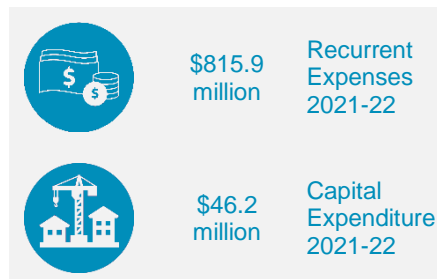 $
$
$815.9
million
Recurrent
Expenses
2021-22
$46.2
million
Capital
Expenditure
2021-22